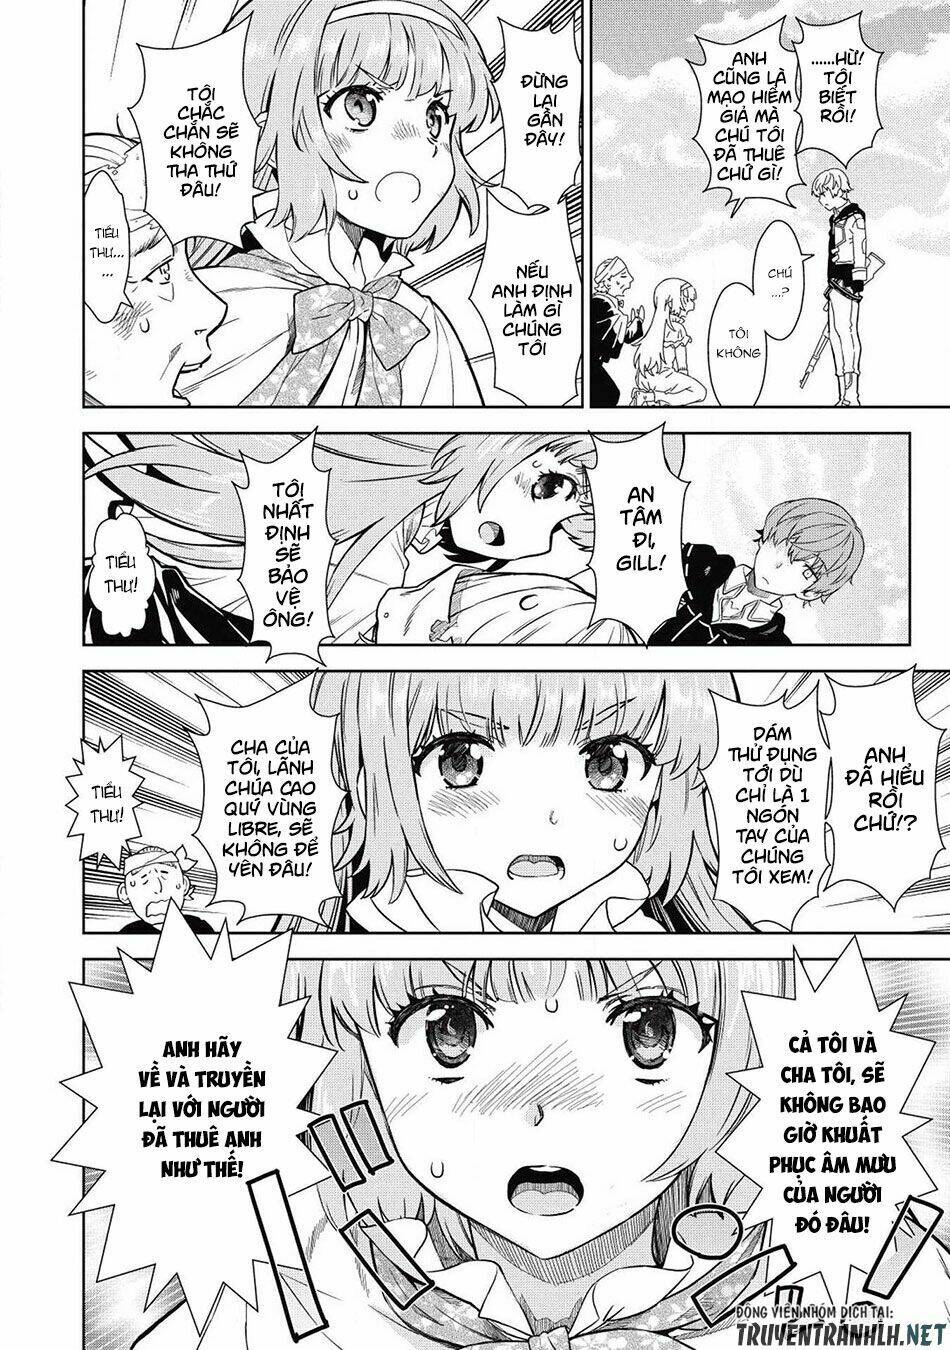 ......HỪ!
TÔI
BIẾT
RỒI!
ANH
CŨNG LÀ
MẠO HIỂM
GIẢ MÀ
CHÚ TÔI
ĐÃ THUÊ
CHỨ GÌ!
CHÚ
...?
TÔI
KHÔNG
ĐỪNG LẠI
GẦN
ĐÂY!
NẾU
ANH ĐỊNH
LÀM GÌ
CHÚNG
TÔI
TÔI
CHẮC
CHẮN SẼ
KHÔNG
THA THỨ
ĐÂU!
TIỂU
THƯ...
...
AN
TÂM
ĐI,
GILL!
TÔI
NHẤT
ĐỊNH
SẼ
BẢO
VỆ
ÔNG!
TIỂU
THƯ!
ANH
ĐÃ HIỂU
RỒI
CHỨ!?
DÁM
THỬ ĐỤNG
TỚI DÙ
CHỈ LÀ 1
NGÓN
TAY CỦA
CHÚNG
TÔI XEM!
CHA CỦA
TÔI, LÃNH
CHÚA CAO
QUÝ VÙNG
LIBRE, SẼ
KHÔNG ĐỂ
YÊN ĐÂU!
TIỂU
THƯ!
CẢ TÔI VÀ
CHA TÔI, SẼ
KHÔNG BAO
GIỜ KHUẤT
PHỤC ÂM MƯU
CỦA NGƯỜI
ĐÓ ĐÂU!
ANH HÃY
VỀ VÀ TRUYỀN
LẠI VỚI NGƯỜI
ĐÃ THUÊ ANH
NHƯ THẾ!
ĐỘNG VIÊN NHÓM DỊCH TẠI:
TRUYENTRANHLH.NET